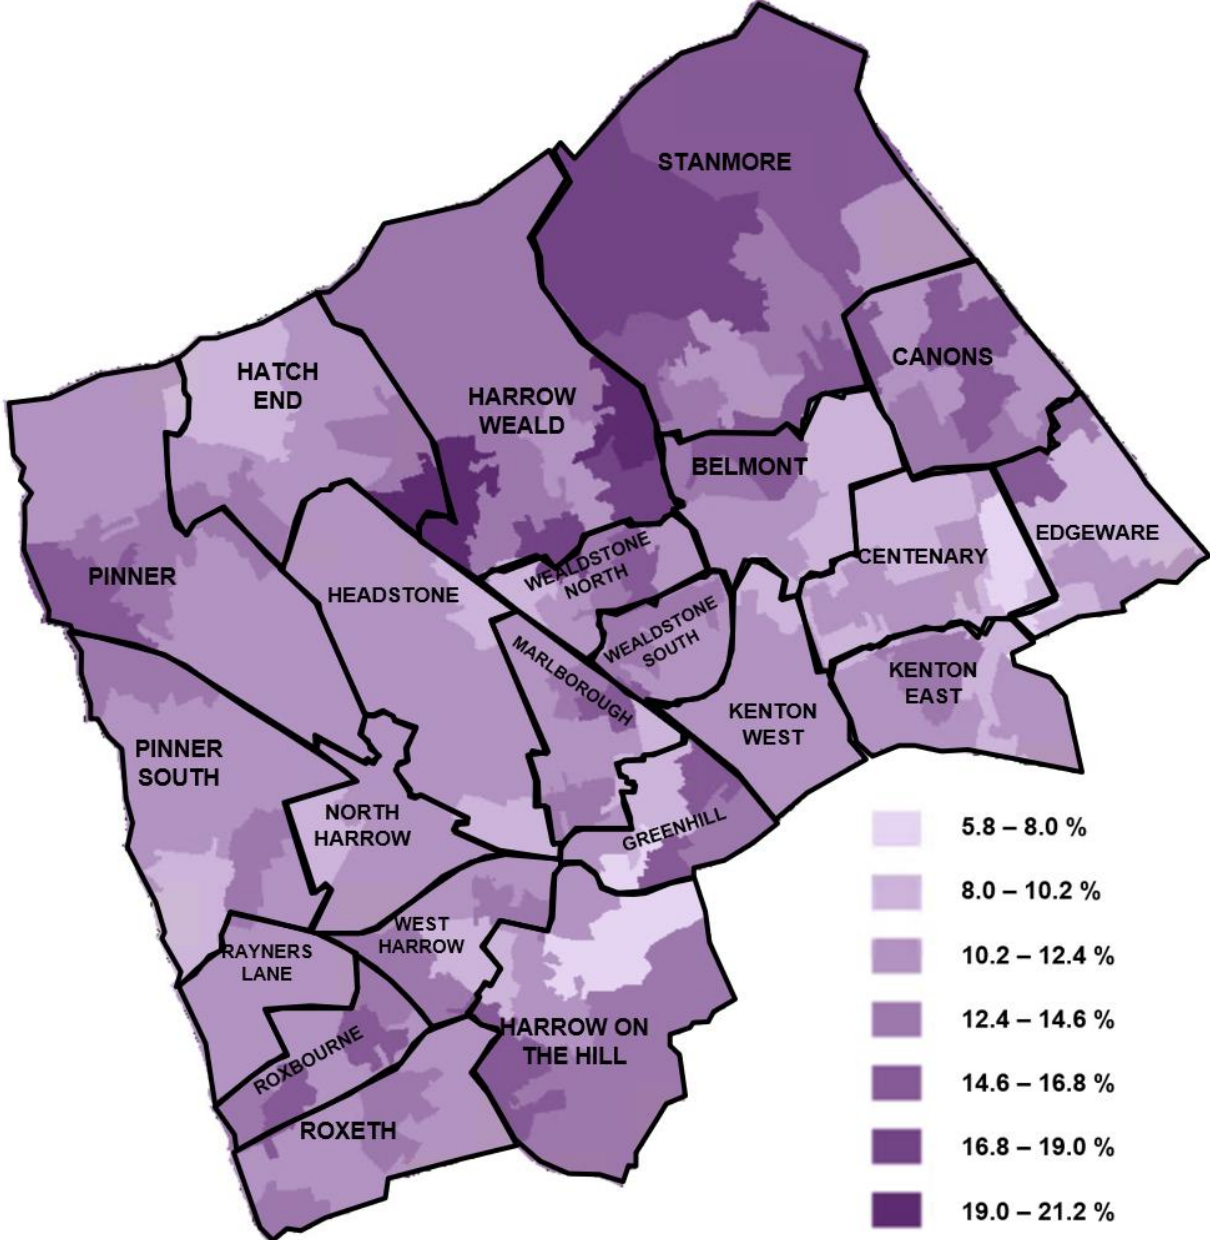 STANMORE
CANONS
HATCH
END
HARROW
WEALD
BELMONT
EDGEWARE
CENTENARY
WEALDSTONE
NORTH
PINNER
HEADSTONE
WEALDSTONE
SOUTH
MARLBOROUGH
KENTON
EAST
KENTON
WEST
PINNER
SOUTH
NORTH
HARROW
GREENHILL
WEST
HARROW
RAYNERS
LANE
HARROW ON
THE HILL
ROXBOURNE
ROXETH
5.8 – 8.0 %
8.0 – 10.2 %
10.2 – 12.4 %
12.4 – 14.6 %
14.6 – 16.8 %
16.8 – 19.0 %
19.0 – 21.2 %